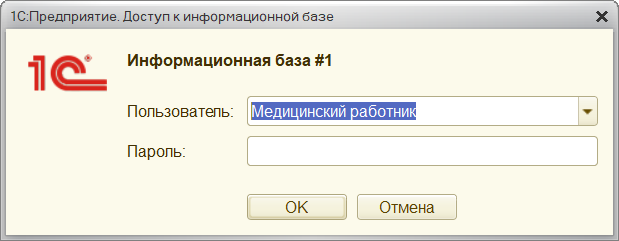 1С:Предприятие. Доступ к информационной базе
1С
Информационная база #1
Пользователь: Медицинский работник
Пароль:
OK Отмена